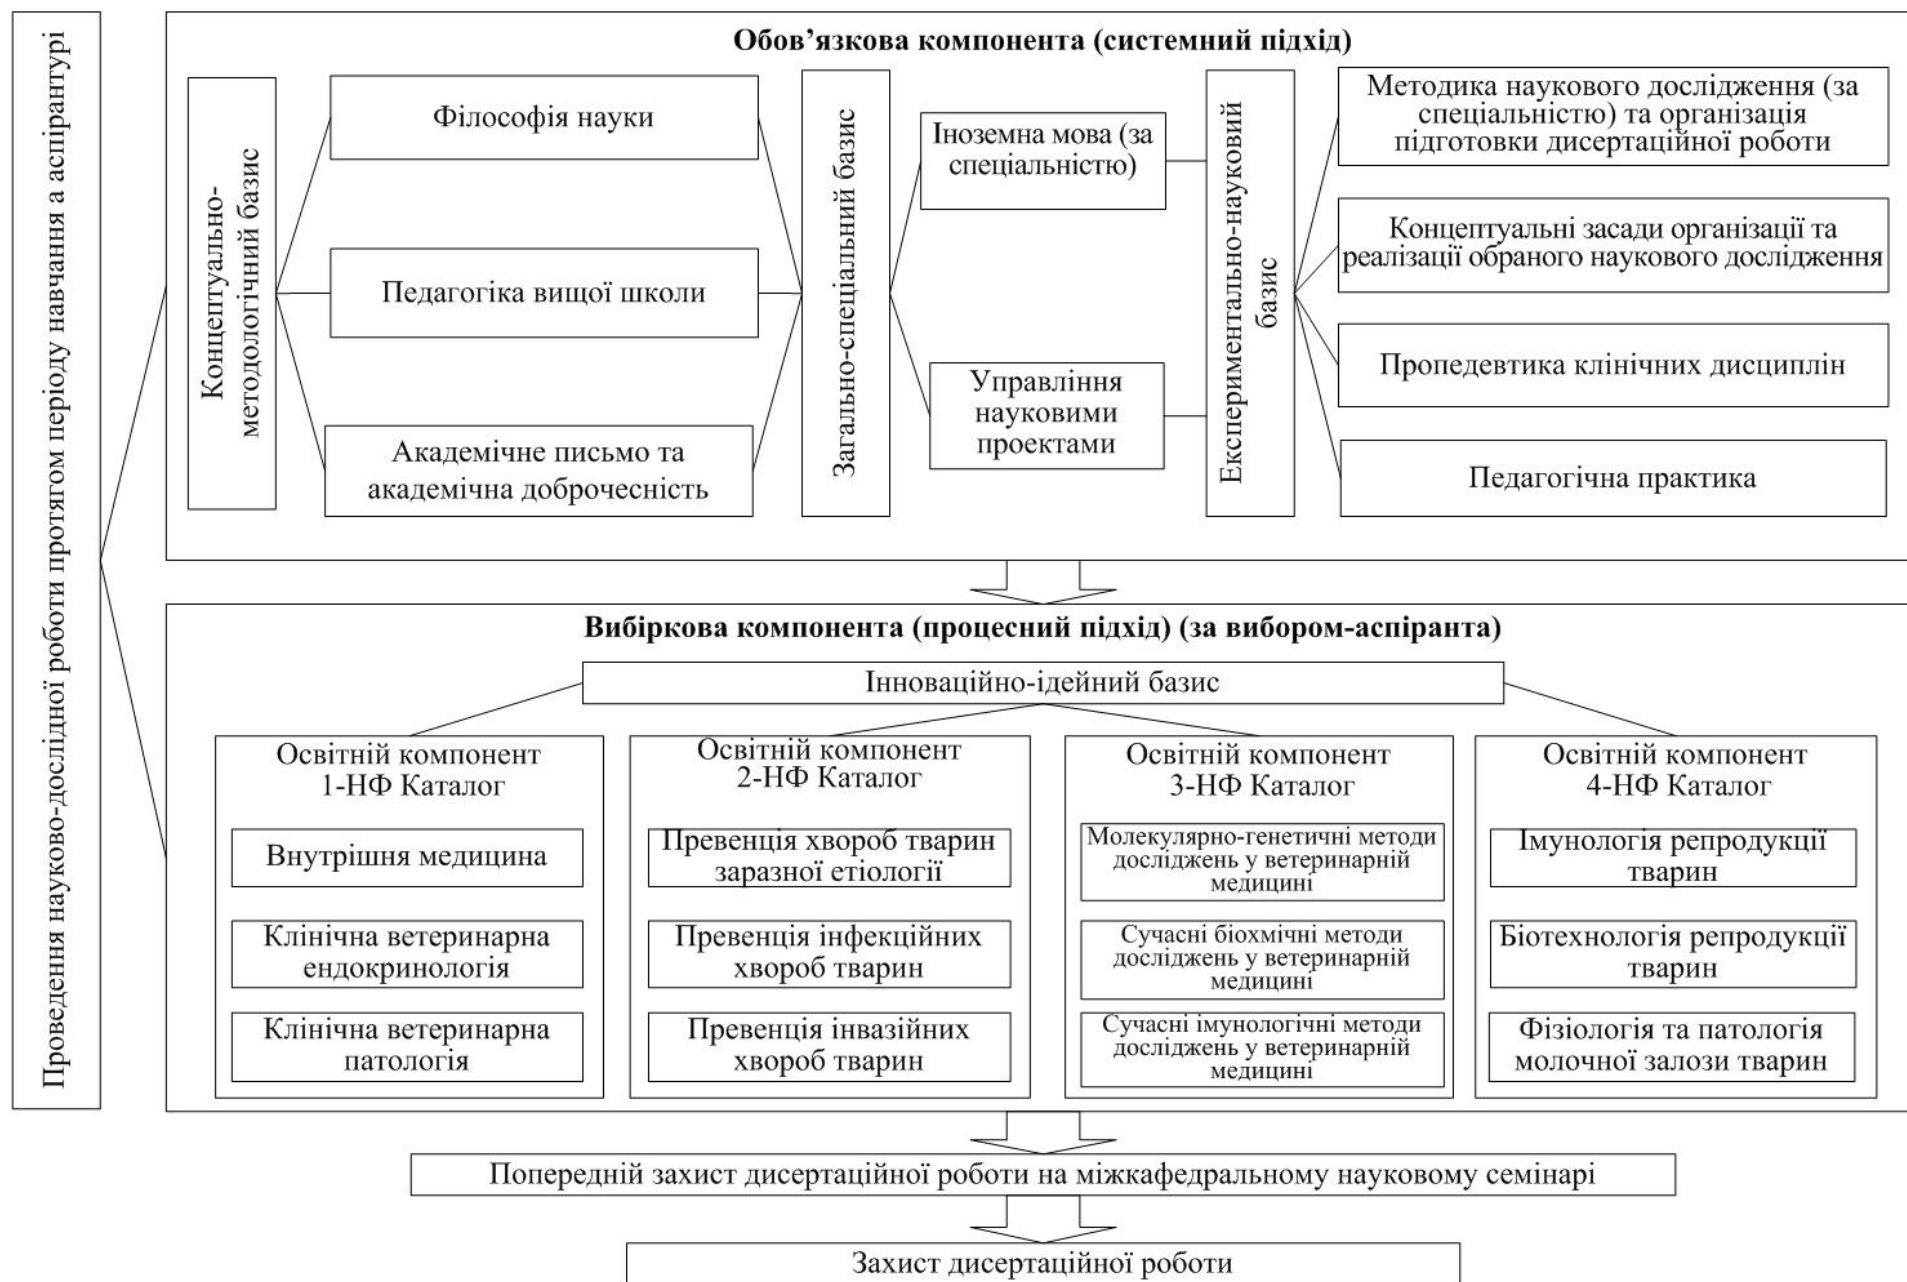 Проведення науково-дослідної роботи протягом періоду навчання а аспірантурі
Обов’язкова компонента (системний підхід)
Концептуально-
методологічний базис
Філософія науки
Педагогіка вищої школи
Академічне письмо та
академічна доброчесність
Загально-спеціальний базис
Іноземна мова (за
спеціальністю)
Управління
науковими
проектами
Експериментально-науковий
базис
Методика наукового дослідження (за
спеціальністю) та організація
підготовки дисертаційної роботи
Концептуальні засади організації та
реалізації обраного наукового дослідження
Пропедевтика клінічних дисциплін
Педагогічна практика
Вибіркова компонента (процесний підхід) (за вибором-аспіранта)
Інноваційно-ідейний базис
Освітній компонент
1-НФ Каталог
Внутрішня медицина
Клінічна ветеринарна
ендокринологія
Клінічна ветеринарна
патологія
Освітній компонент
2-НФ Каталог
Превенція хвороб тварин
заразної етіології
Превенція інфекційних
хвороб тварин
Превенція інвазійних
хвороб тварин
Освітній компонент
3-НФ Каталог
Молекулярно-генетичні методи
досліджень у ветеринарній
медицині
Сучасні біохмічні методи
досліджень у ветеринарній
медицині
Сучасні імунологічні методи
досліджень у ветеринарній
медицині
Освітній компонент
4-НФ Каталог
Імунологія репродукції
тварин
Біотехнологія репродукції
тварин
Фізіологія та патологія
молочної залози тварин
Попередній захист дисертаційної роботи на міжкафедральному науковому семінарі
Захист дисертаційної роботи